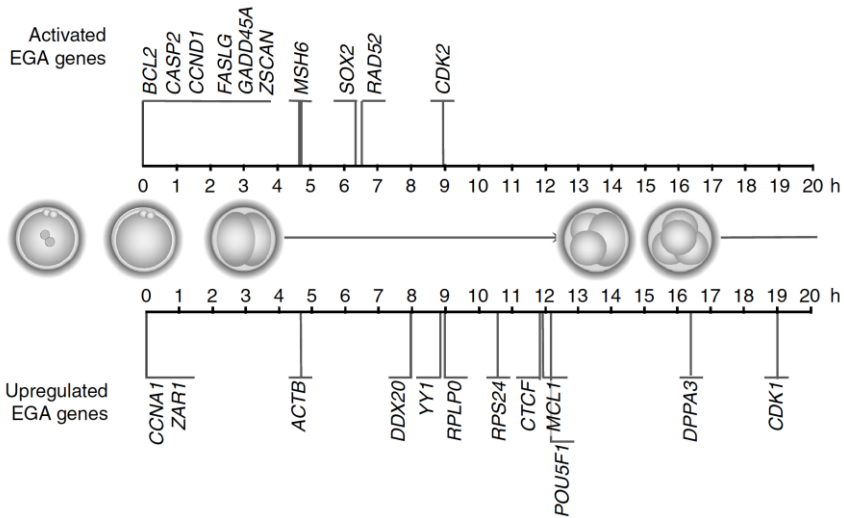 Activated
EGA genes
BCL2
CASP2
CCND1
FASLG
GADD45A
ZSCAN
MSH6
SOX2
RAD52
CDK2
0 1 2 3 4 5 6 7 8 9 10 11 12 13 14 15 16 17 18 19 20 h
0 1 2 3 4 5 6 7 8 9 10 11 12 13 14 15 16 17 18 19 20 h
Upregulated
EGA genes
CCNA1
ZAR1
ACTB
DDX20
YY1
RPLP0
RPS24
CTCF
MCL1
POU5F1
DPPA3
CDK1